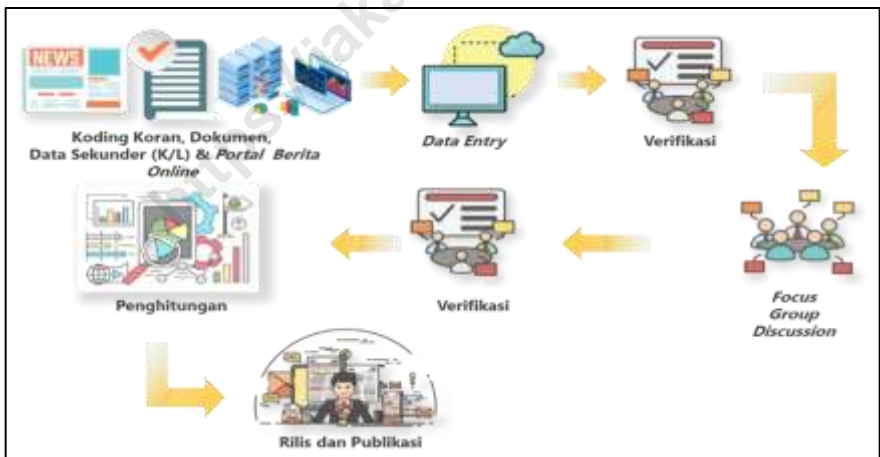 NEWS
Koding Koran, Dokumen,
Data Sekunder (K/L) & Portal Berita
Online
Data Entry
Verifikasi
Focus
Group
Discussion
Verifikasi
Penghitungan
Rilis dan Publikasi